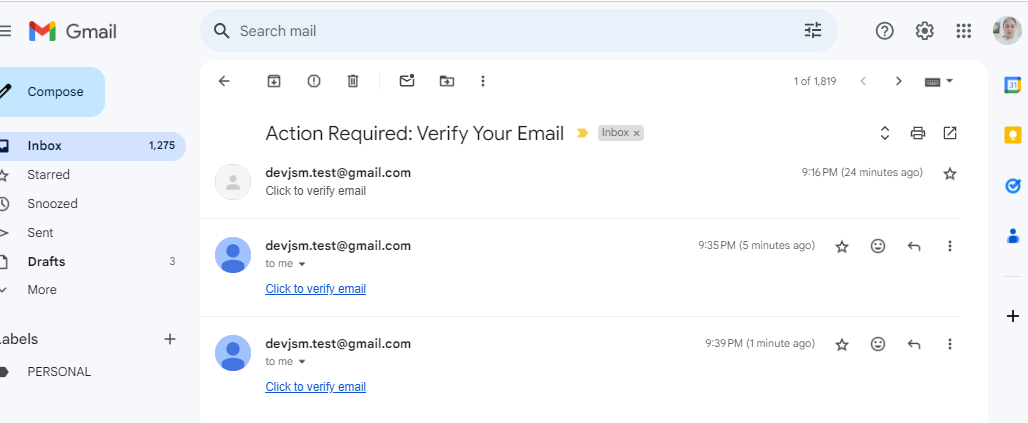 Gmail
Search mail
Compose
1 of 1,819
31
Action Required: Verify Your Email
Inbox ×
Inbox 1,275
Starred
Snoozed
Sent
Drafts 3
More
abels +
PERSONAL
devjsm.test@gmail.com 9:16 PM (24 minutes ago)
Click to verify email
devjsm.test@gmail.com 9:35 PM (5 minutes ago)
to me
Click to verify email
devjsm.test@gmail.com 9:39 PM (1 minute ago)
to me
Click to verify email